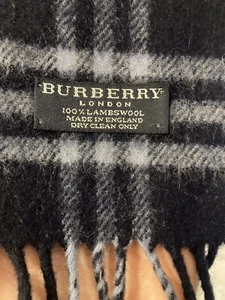 BURBERRY
LONDON
100% LAMBSWOOL
MADE IN ENGLAND
DRY CLEAN ONLY